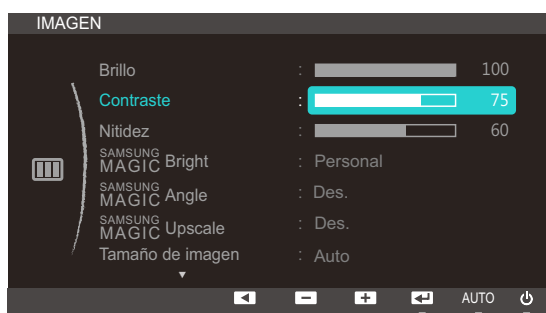 IMAGEN
Brillo : 100
Contraste : 75
Nitidez : 60
SAMSUNG MAGIC Bright : Personal
SAMSUNG MAGIC Angle : Des.
SAMSUNG MAGIC Upscale : Des.
Tamaño de imagen : Auto
AUTO